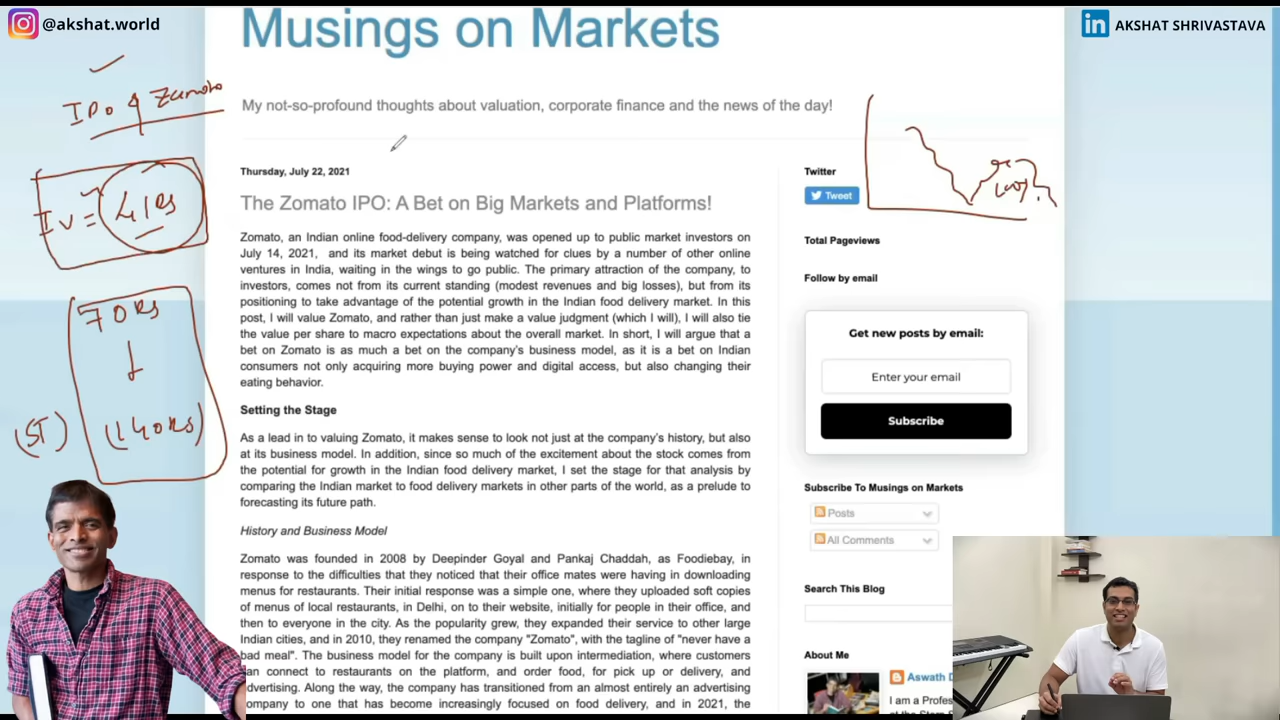 @akshat.world
AKSHAT SHRIVASTAVA
Musings on Markets
My not-so-profound thoughts about valuation, corporate finance and the news of the day!
IPO 4 Zomato
IV = 41Rs
70Rs
(ST) (140Rs)
Thursday, July 22, 2021
The Zomato IPO: A Bet on Big Markets and Platforms!
Zomato, an Indian online food-delivery company, was opened up to public market investors on
July 14, 2021, and its market debut is being watched for clues by a number of other online
ventures in India, waiting in the wings to go public. The primary attraction of the company, to
investors, comes not from its current standing (modest revenues and big losses), but from its
positioning to take advantage of the potential growth in the Indian food delivery market. In this
post, I will value Zomato, and rather than just make a value judgment (which I will), I will also tie
the value per share to macro expectations about the overall market. In short, I will argue that a
bet on Zomato is as much a bet on the company's business model, as it is a bet on Indian
consumers not only acquiring more buying power and digital access, but also changing their
eating behavior.
Setting the Stage
As a lead in to valuing Zomato, it makes sense to look not just at the company's history, but also
at its business model. In addition, since so much of the excitement about the stock comes from
the potential for growth in the Indian food delivery market, I set the stage for that analysis by
comparing the Indian market to food delivery markets in other parts of the world, as a prelude to
forecasting its future path.
History and Business Model
Zomato was founded in 2008 by Deepinder Goyal and Pankaj Chaddah, as Foodiebay, in
response to the difficulties that they noticed that their office mates were having in downloading
menus for restaurants. Their initial response was a simple one, where they uploaded soft copies
of menus of local restaurants, in Delhi, on to their website, initially for people in their office, and
then to everyone in the city. As the popularity grew, they expanded their service to other large
Indian cities, and in 2010, they renamed the company "Zomato", with the tagline of "never have a
bad meal". The business model for the company is built upon intermediation, where customers
can connect to restaurants on the platform, and order food, for pick up or delivery, and
advertising. Along the way, the company has transitioned from an almost entirely an advertising
company to one that has become increasingly focused on food delivery, and in 2021, the
Twitter
Tweet
Total Pageviews
Follow by email
Get new posts by email:
Enter your email
Subscribe
Subscribe To Musings on Markets
Posts
All Comments
Search This Blog
About Me
Aswath D
I am a Profes